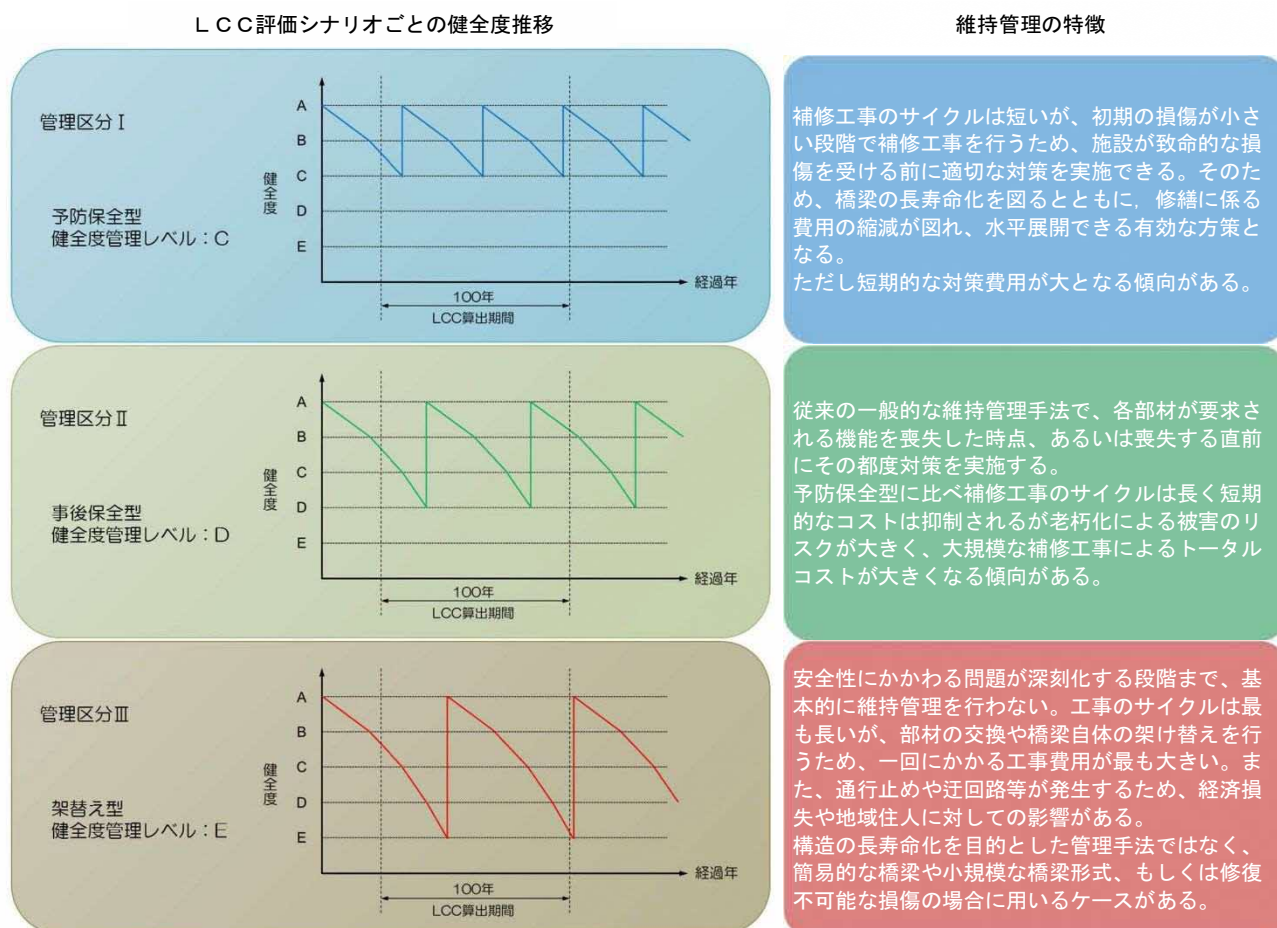 ＬＣＣ評価シナリオごとの健全度推移
維持管理の特徴
管理区分Ⅰ
予防保全型
健全度管理レベル：C
健全度
A
B
C
D
E
経過年
100年
LCC算出期間
補修工事のサイクルは短いが、初期の損傷が小さ
い段階で補修工事を行うため、施設が致命的な損
傷を受ける前に適切な対策を実施できる。そのた
め、橋梁の長寿命化を図るとともに，修繕に係る
費用の縮減が図れ、水平展開できる有効な方策と
なる。
ただし短期的な対策費用が大となる傾向がある。
管理区分Ⅱ
事後保全型
健全度管理レベル：D
健全度
A
B
C
D
E
経過年
100年
LCC算出期間
従来の一般的な維持管理手法で、各部材が要求さ
れる機能を喪失した時点、あるいは喪失する直前
にその都度対策を実施する。
予防保全型に比べ補修工事のサイクルは長く短期
的なコストは抑制されるが老朽化による被害のリ
スクが大きく、大規模な補修工事によるトータル
コストが大きくなる傾向がある。
管理区分Ⅲ
架替え型
健全度管理レベル：E
健全度
A
B
C
D
E
経過年
100年
LCC算出期間
安全性にかかわる問題が深刻化する段階まで、基
本的に維持管理を行わない。工事のサイクルは最
も長いが、部材の交換や橋梁自体の架け替えを行
うため、一回にかかる工事費用が最も大きい。ま
た、通行止めや迂回路等が発生するため、経済損
失や地域住人に対しての影響がある。
構造の長寿命化を目的とした管理手法ではなく、
簡易的な橋梁や小規模な橋梁形式、もしくは修復
不可能な損傷の場合に用いるケースがある。